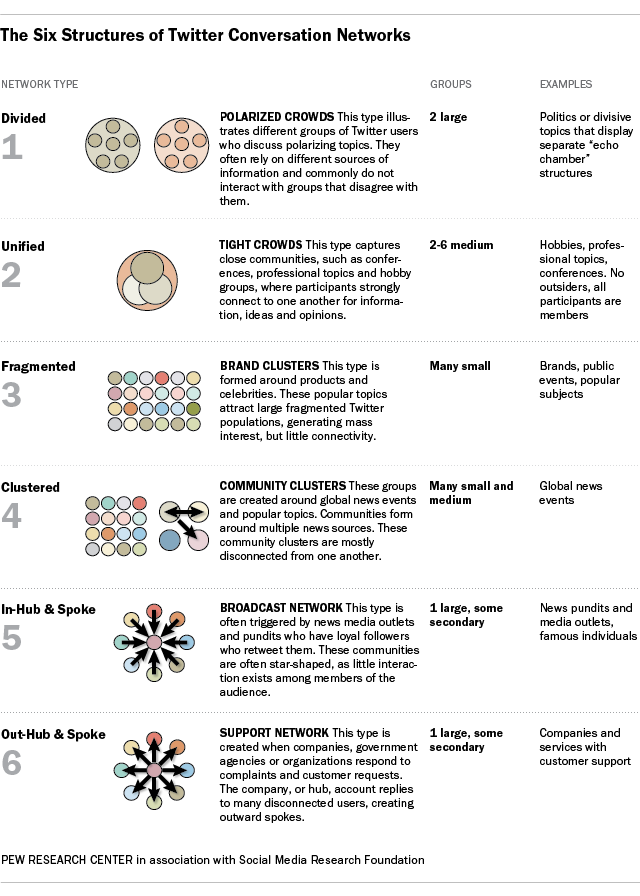 The Six Structures of Twitter Conversation Networks
NETWORK TYPE
GROUPS
EXAMPLES
Divided
1
POLARIZED CROWDS This type illus-
trates different groups of Twitter users
who discuss polarizing topics. They
often rely on different sources of
information and commonly do not
interact with groups that disagree with
them.
2 large
Politics or divisive
topics that display
separate “echo
chamber”
structures
Unified
2
TIGHT CROWDS This type captures
close communities, such as confer-
ences, professional topics and hobby
groups, where participants strongly
connect to one another for informa-
tion, ideas and opinions.
2-6 medium
Hobbies, profes-
sional topics,
conferences. No
outsiders, all
participants are
members
Fragmented
3
BRAND CLUSTERS This type is
formed around products and
celebrities. These popular topics
attract large fragmented Twitter
populations, generating mass
interest, but little connectivity.
Many small
Brands, public
events, popular
subjects
Clustered
4
COMMUNITY CLUSTERS These groups
are created around global news events
and popular topics. Communities form
around multiple news sources. These
community clusters are mostly
disconnected from one another.
Many small and
medium
Global news
events
In-Hub & Spoke
5
BROADCAST NETWORK This type is
often triggered by news media outlets
and pundits who have loyal followers
who retweet them. These communities
are often star-shaped, as little interac-
tion exists among members of the
audience.
1 large, some
secondary
News pundits and
media outlets,
famous individuals
Out-Hub & Spoke
6
SUPPORT NETWORK This type is
created when companies, government
agencies or organizations respond to
complaints and customer requests.
The company, or hub, account replies
to many disconnected users, creating
outward spokes.
1 large, some
secondary
Companies and
services with
customer support
PEW RESEARCH CENTER in association with Social Media Research Foundation